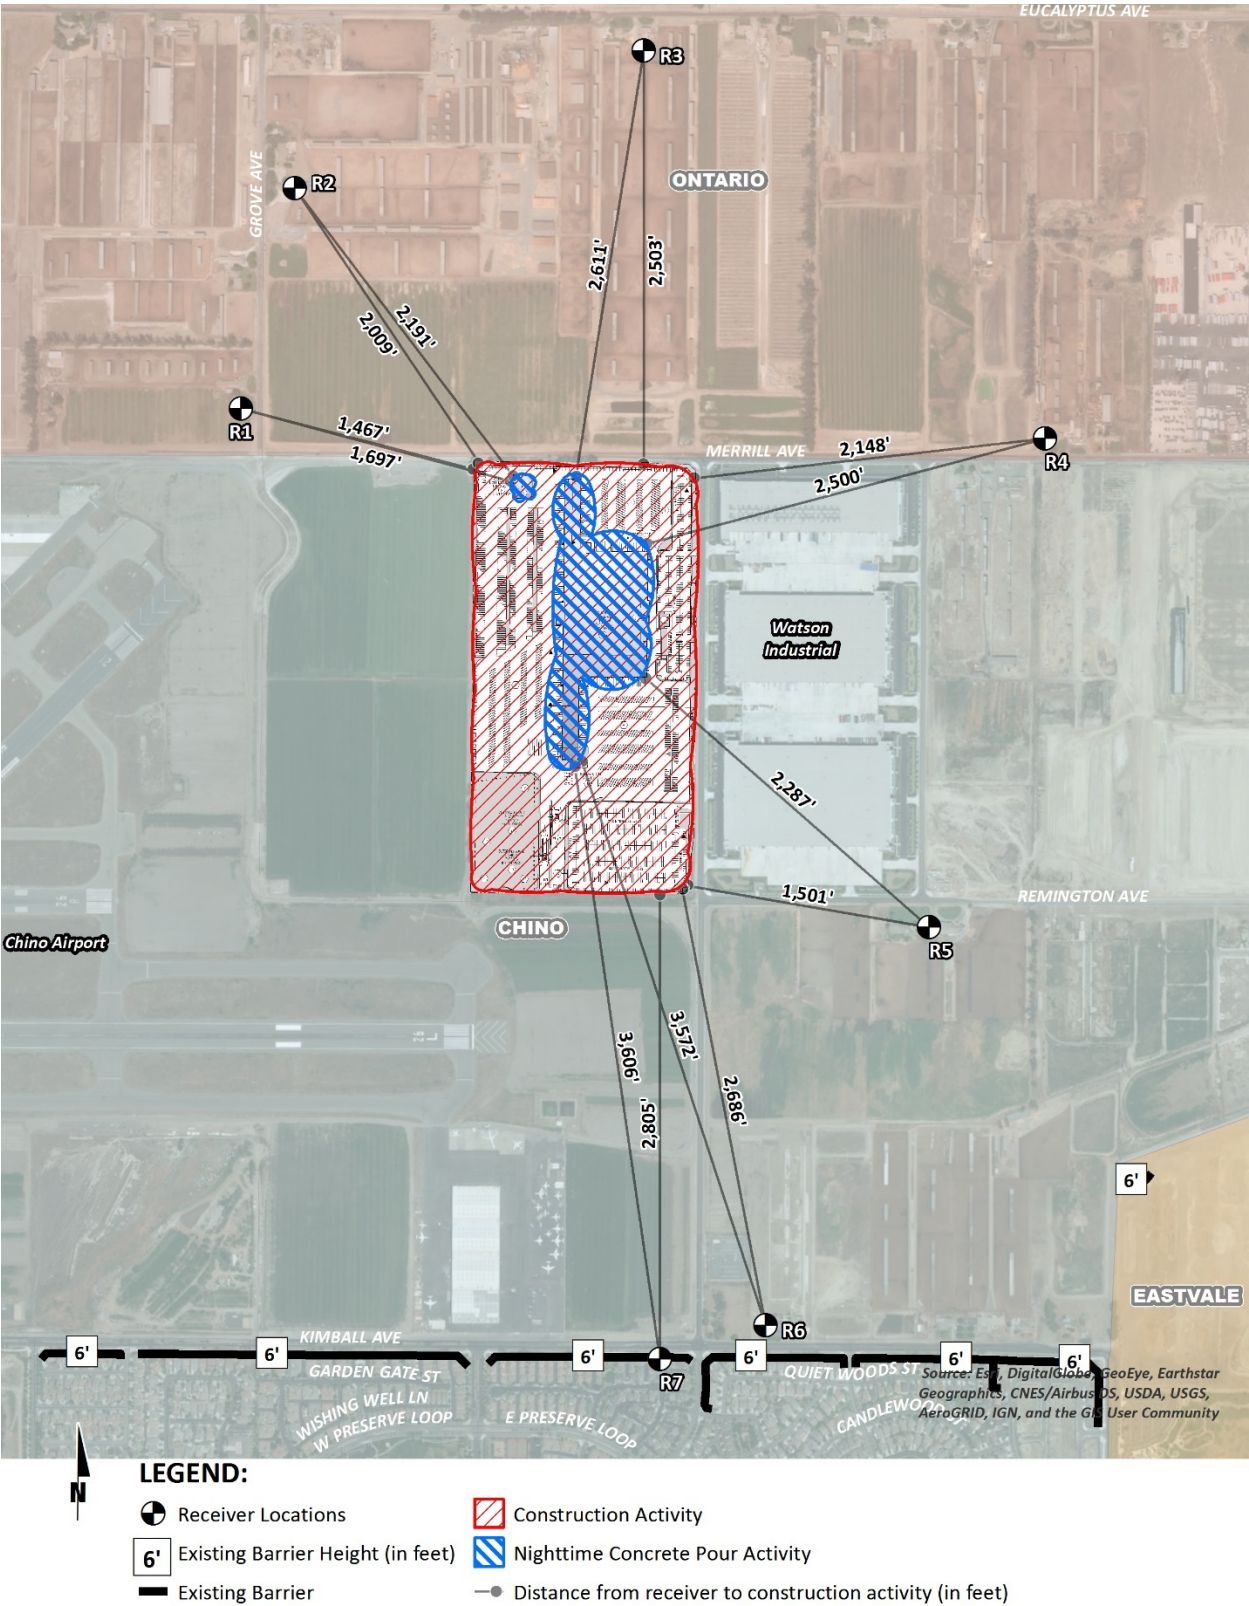 EUCALYPTUS AVE
R3
GROVE AVE
R2
ONTARIO
2,611'
2,503'
2,191'
2,009'
R1
1,467'
1,697'
MERRILL AVE
2,148'
R4
2,500'
Watson
Industrial
2,287'
1,501'
REMINGTON AVE
CHINO
R5
Chino Airport
3,572'
3,606'
2,686'
2,805'
6'
EASTVALE
R6
KIMBALL AVE
6'
6'
6'
6'
6'
6'
R7
GARDEN GATE ST
QUIET WOODS ST
WISHING WELL LN
W PRESERVE LOOP
E PRESERVE LOOP
CANDLEWOOD ST
Source: Esri, DigitalGlobe, GeoEye, Earthstar
Geographics, CNES/Airbus DS, USDA, USGS,
AeroGRID, IGN, and the GIS User Community
N
LEGEND:
Receiver Locations
Construction Activity
6' Existing Barrier Height (in feet)
Nighttime Concrete Pour Activity
Existing Barrier
Distance from receiver to construction activity (in feet)